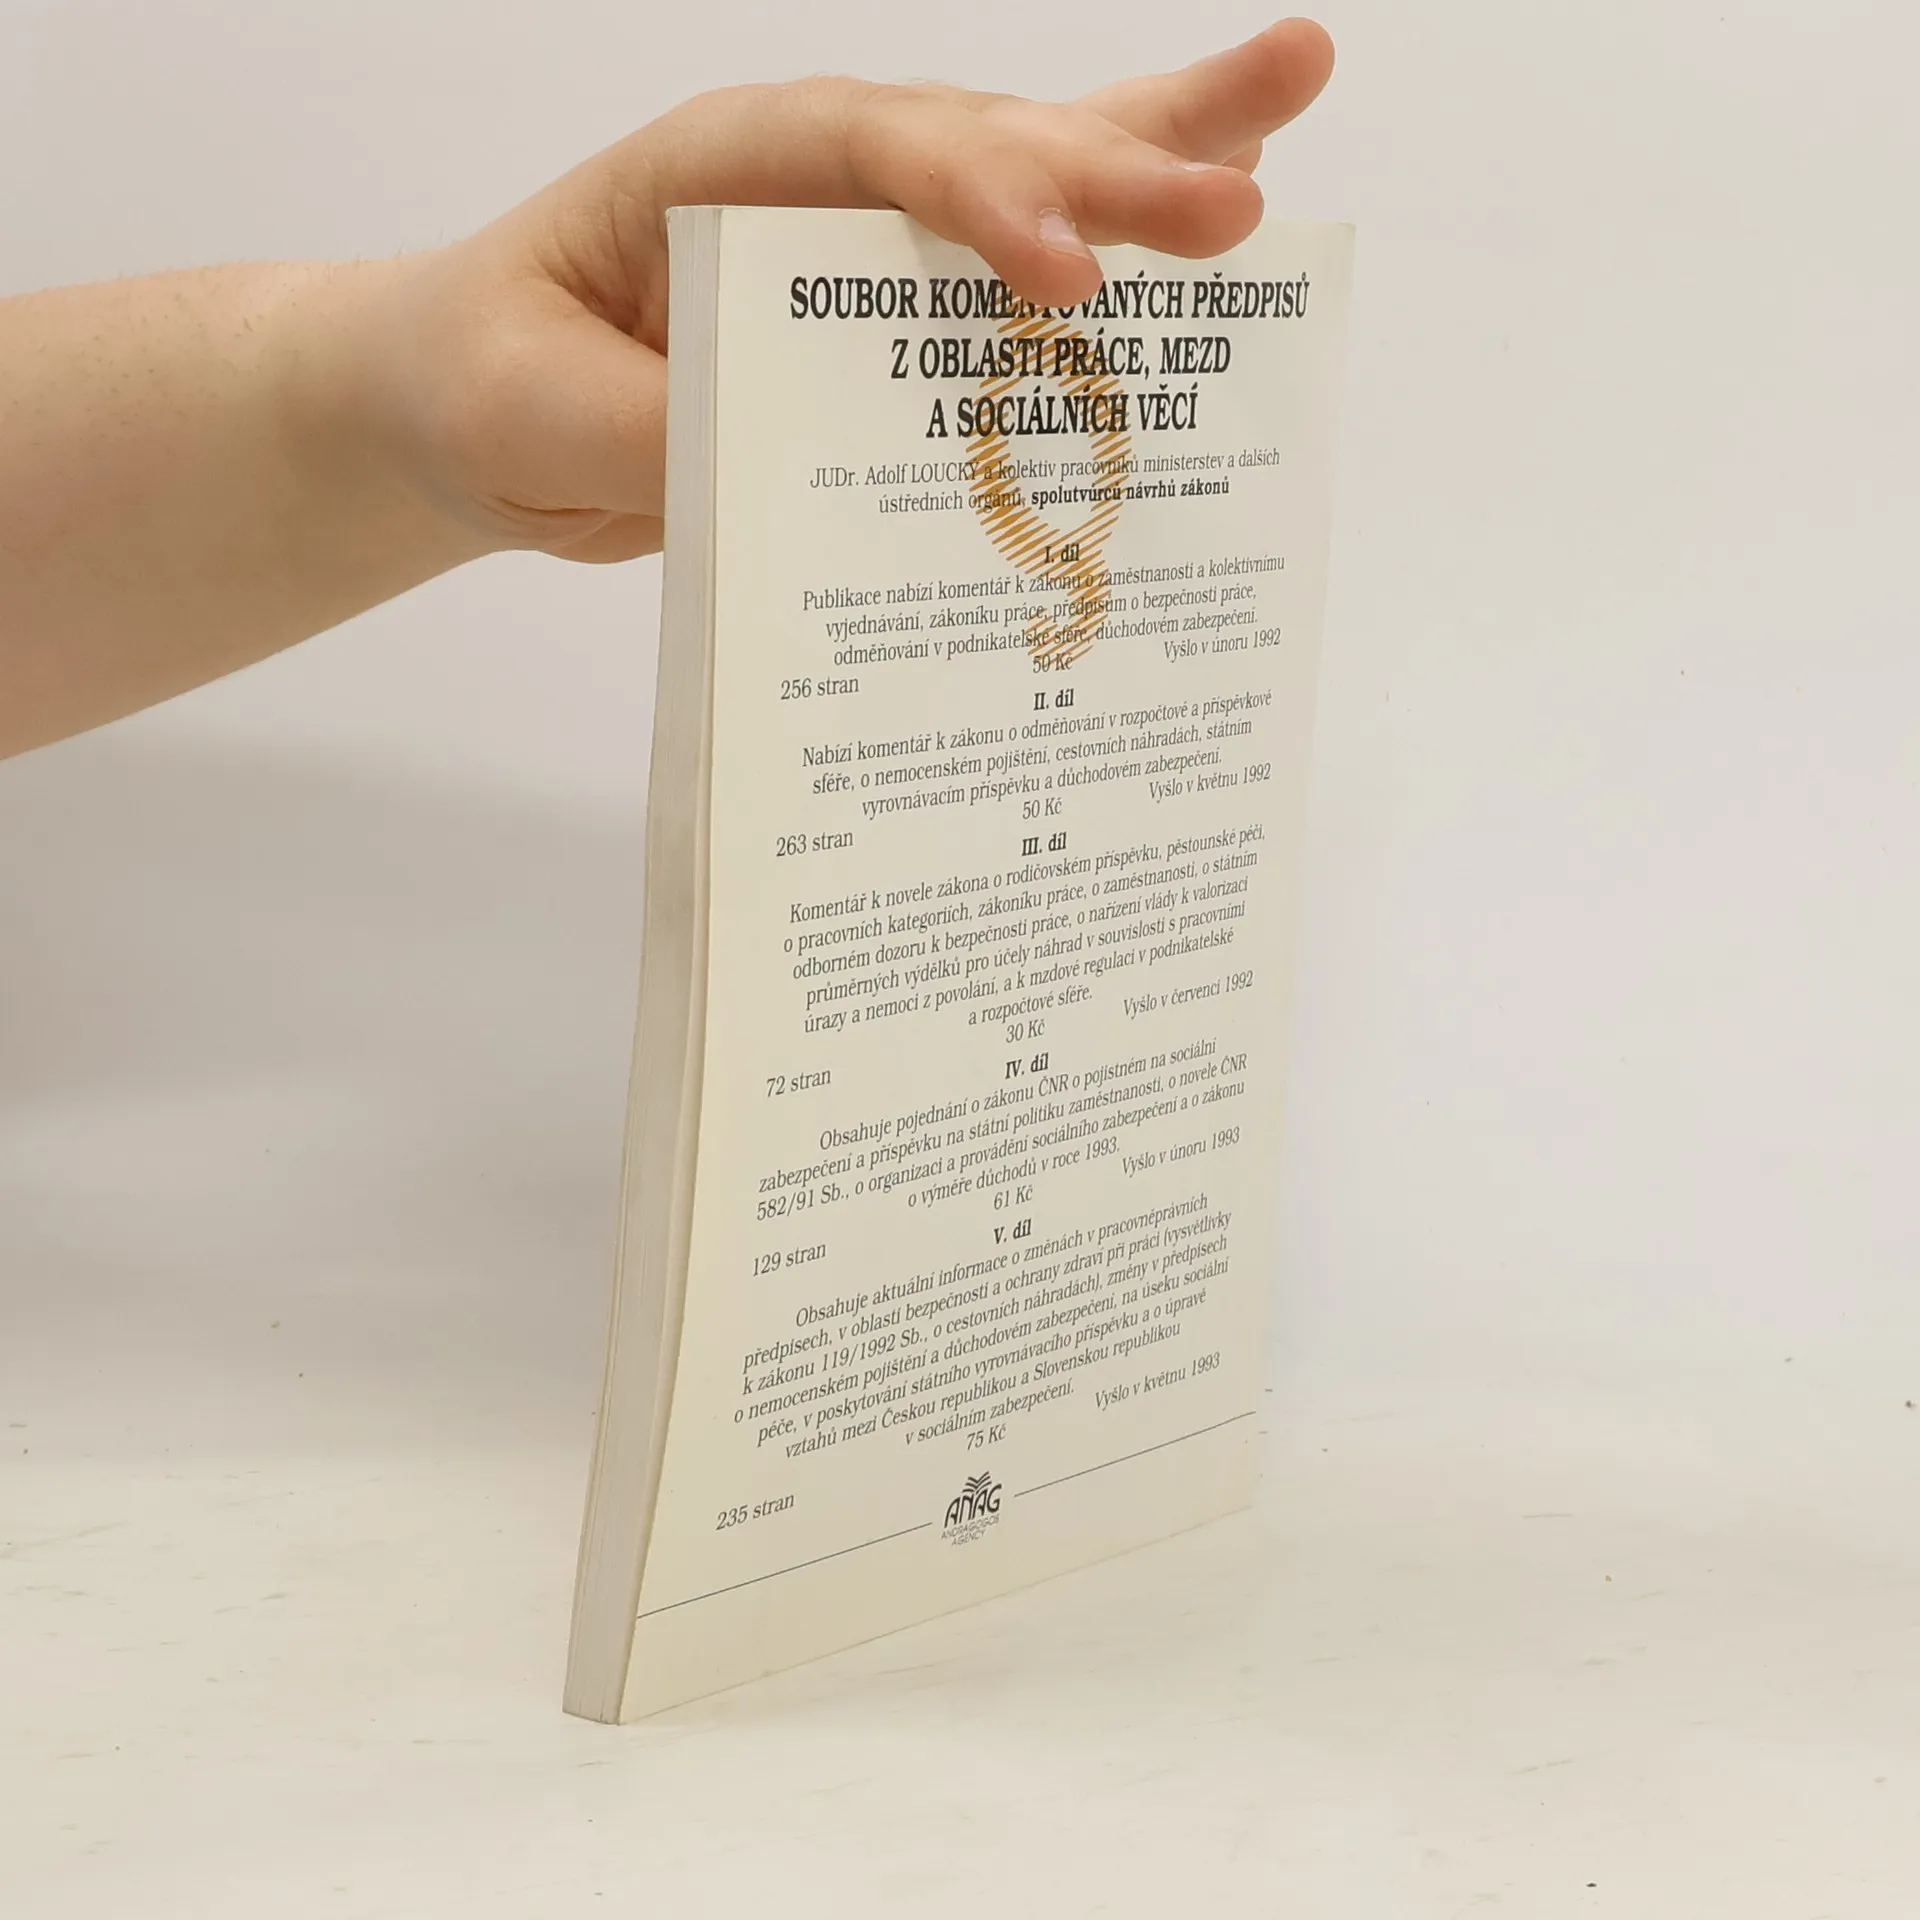 SOUBOR KOMENTOVANÝCH PŘEDPISŮ
Z OBLASTI PRÁCE, MEZD
A SOCIÁLNÍCH VĚCÍ
JUDr. Adolf LOUCKÝ a kolektiv pracovníků ministerstev a dalších
ústředních orgánů, spolutvůrců návrhů zákonů
I. díl
Publikace nabízí komentář k zákonu o zaměstnanosti a kolektivnímu
vyjednávání, zákoníku práce, předpisům o bezpečnosti práce,
odměňování v podnikatelské sféře, důchodovém zabezpečení.
256 stran 50 Kč Vyšlo v únoru 1992
II. díl
Nabízí komentář k zákonu o odměňování v rozpočtové a příspěvkové
sféře, o nemocenském pojištění, cestovních náhradách, státním
vyrovnávacím příspěvku a důchodovém zabezpečení.
263 stran 50 Kč Vyšlo v květnu 1992
III. díl
Komentář k novele zákona o rodičovském příspěvku, pěstounské péči,
o pracovních kategoriích, zákoníku práce, o zaměstnanosti, o státním
odborném dozoru k bezpečnosti práce, o nařízení vlády k valorizaci
průměrných výdělků pro účely náhrad v souvislosti s pracovními
úrazy a nemocí z povolání, a k mzdové regulaci v podnikatelské
a rozpočtové sféře.
72 stran 30 Kč Vyšlo v červenci 1992
IV. díl
Obsahuje pojednání o zákonu ČNR o pojistném na sociální
zabezpečení a příspěvku na státní politiku zaměstnanosti, o novele ČNR
582/91 Sb., o organizaci a provádění sociálního zabezpečení a o zákonu
o výměře důchodů v roce 1993.
129 stran 61 Kč Vyšlo v únoru 1993
V. díl
Obsahuje aktuální informace o změnách v pracovněprávních
předpisech, v oblasti bezpečnosti a ochrany zdraví při práci (vysvětlivky
k zákonu 119/1992 Sb., o cestovních náhradách), změny v předpisech
o nemocenském pojištění a důchodovém zabezpečení, na úseku sociální
péče, v poskytování státního vyrovnávacího příspěvku a o úpravě
vztahů mezi Českou republikou a Slovenskou republikou
v sociálním zabezpečení.
235 stran 75 Kč Vyšlo v květnu 1993
ANAG
ANDRAGOGOS
AGENCY